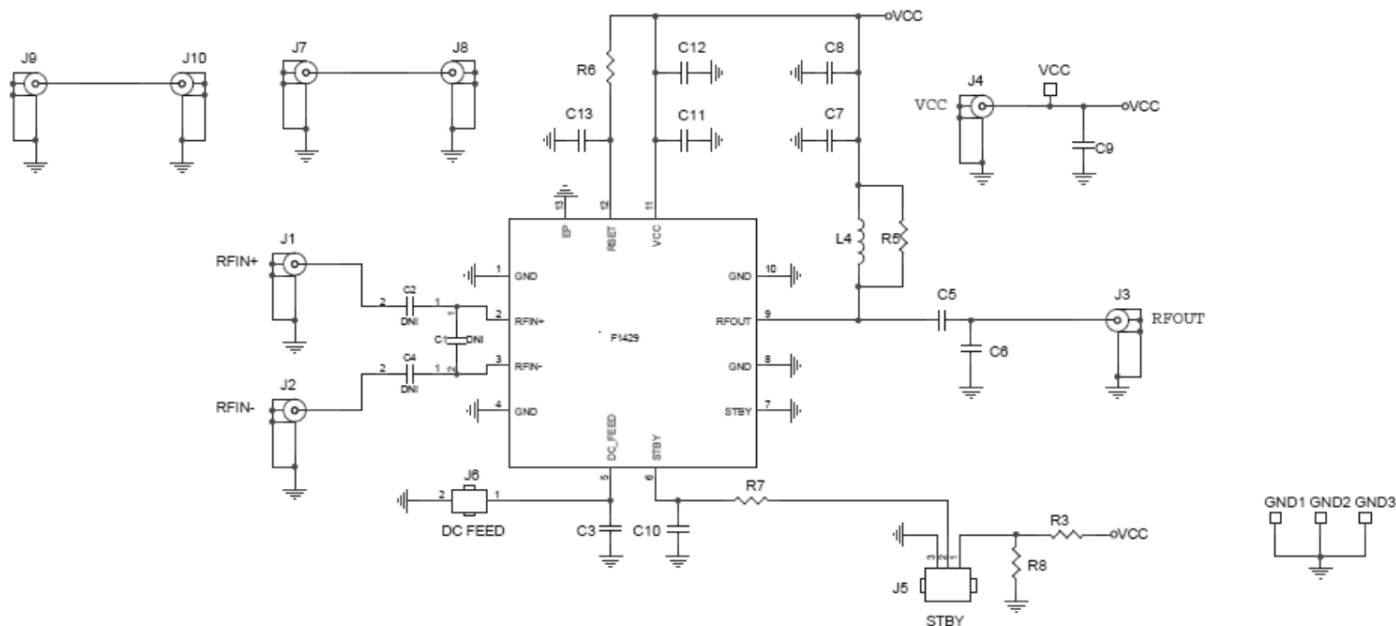 VCC
J9
J10
J7
J8
R6
C12
C8
J4
VCC
VCC
VCC
C13
C11
C7
C9
13
12
11
EP
RSET
VCC
L4
R5
J1
RFIN+
1
GND
GND
10
C2
2
1
DNI
2
RFIN+
RFOUT
9
C5
J3
RFOUT
F1429
C1
1
DNI
2
C6
C4
2
1
DNI
3
RFIN-
GND
8
J2
RFIN-
4
GND
STBY
7
DC_FEED
STBY
5
6
J6
2
1
DC FEED
C3
C10
R7
GND1
GND2
GND3
R3
VCC
3
2
1
R8
J5
STBY